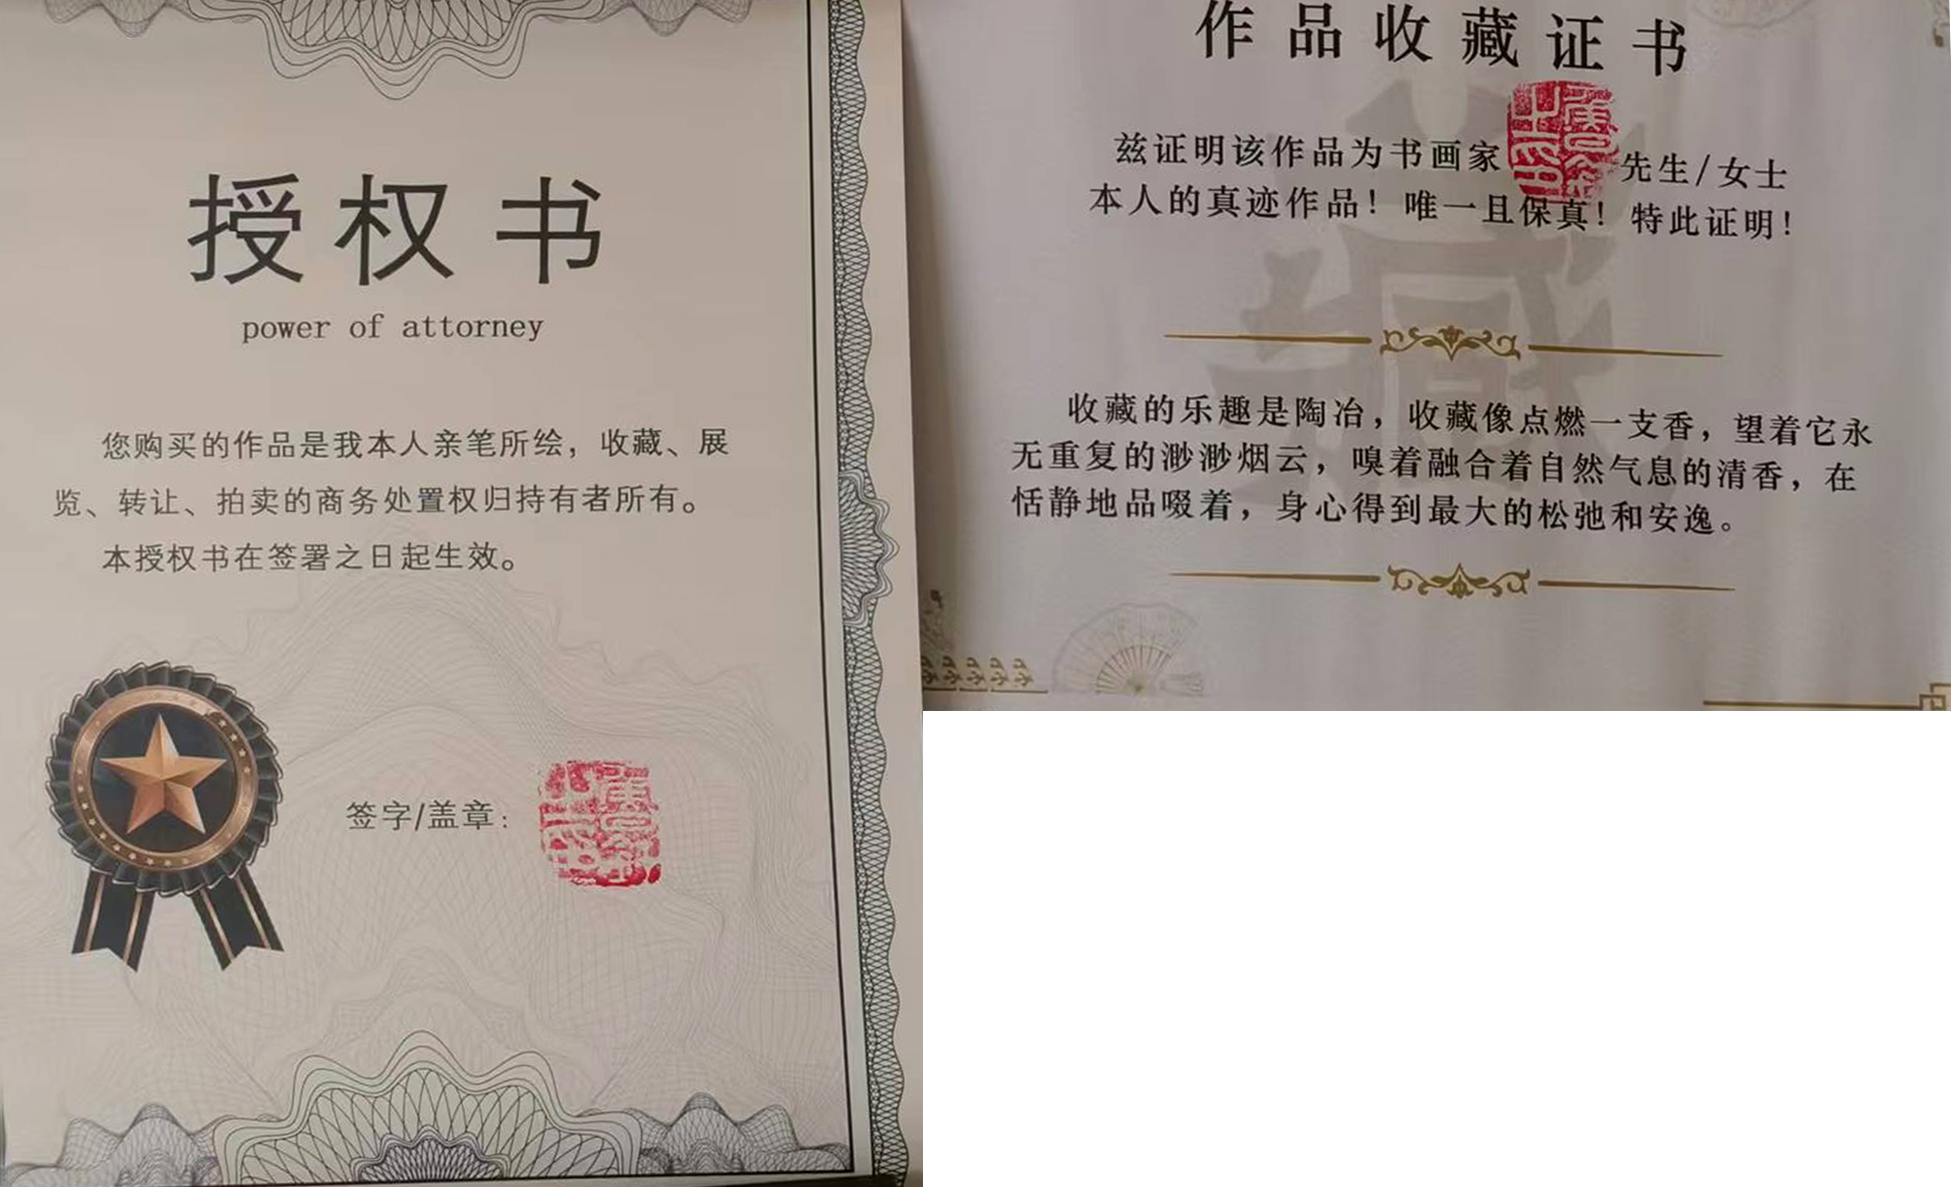 授权书
power of attorney
您购买的作品是我本人亲笔所绘，收藏、展
览、转让、拍卖的商务处置权归持有者所有。
本授权书在签署之日起生效。
签字/盖章：
作品收藏证书
兹证明该作品为书画家 先生/女士
本人的真迹作品！唯一且保真！特此证明！
收藏的乐趣是陶冶，收藏像点燃一支香，望着它永
无重复的渺渺烟云，嗅着融合着自然气息的清香，在
恬静地品啜着，身心得到最大的松弛和安逸。
藏